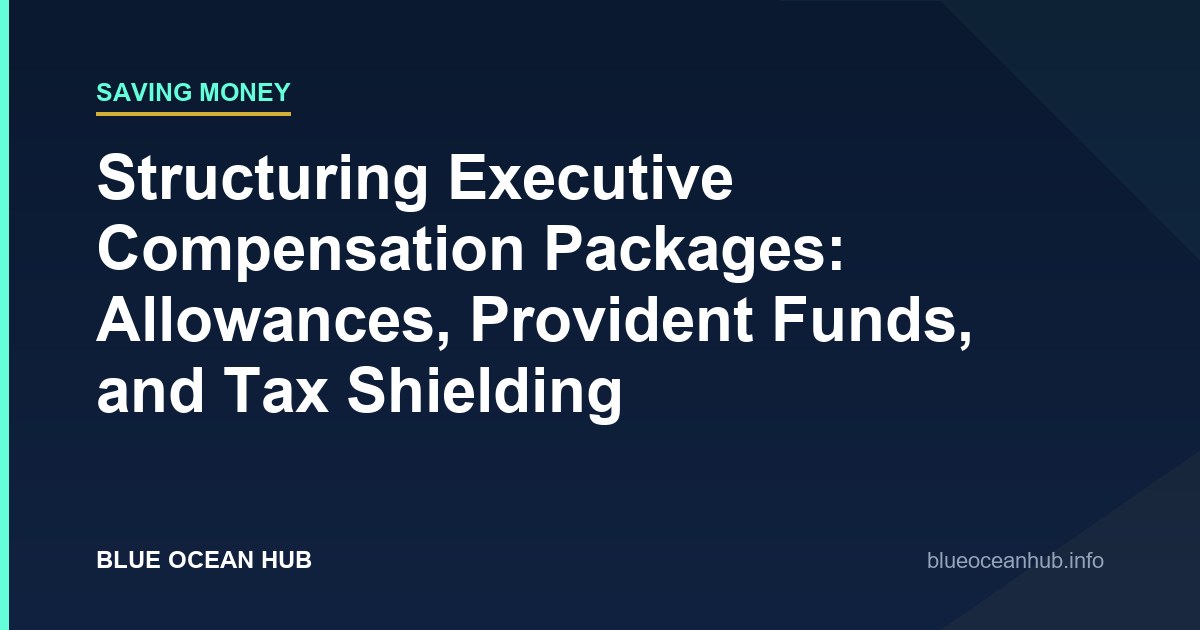 SAVING MONEY
Structuring Executive
Compensation Packages:
Allowances, Provident Funds,
and Tax Shielding
BLUE OCEAN HUB
blueoceanhub.info